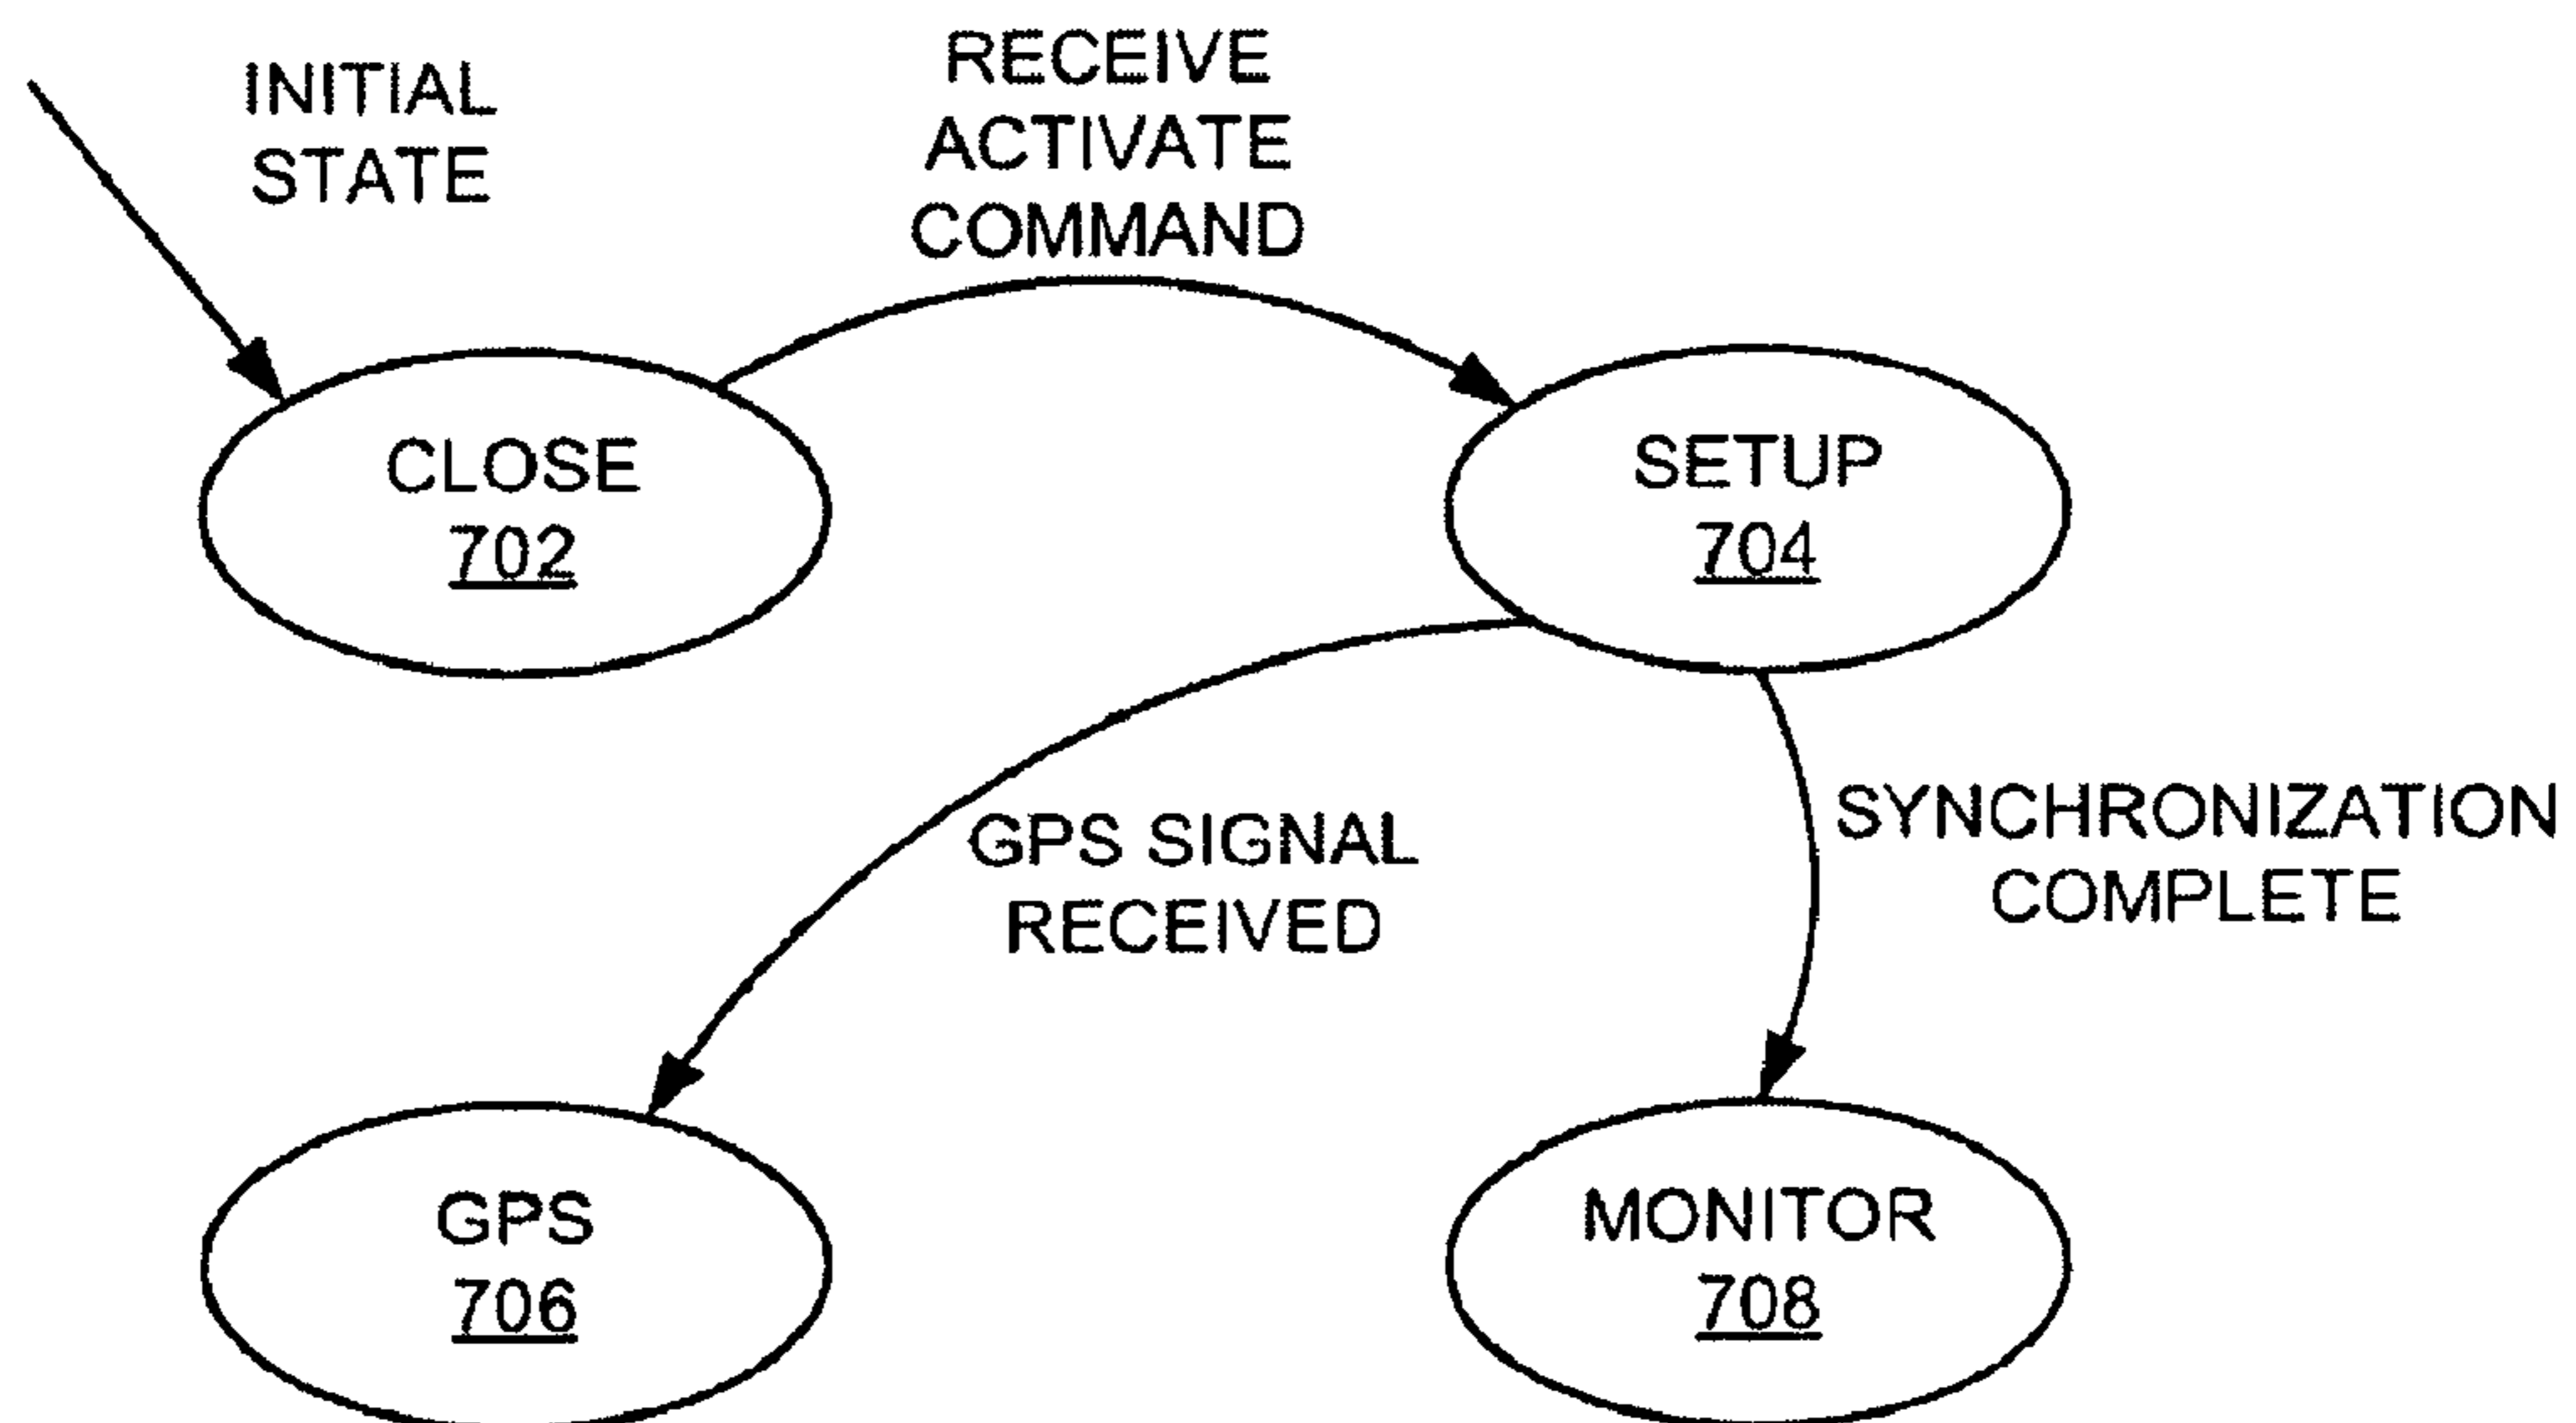 INITIAL
STATE
RECEIVE
ACTIVATE
COMMAND
CLOSE
702
SETUP
704
GPS SIGNAL
RECEIVED
SYNCHRONIZATION
COMPLETE
GPS
706
MONITOR
708